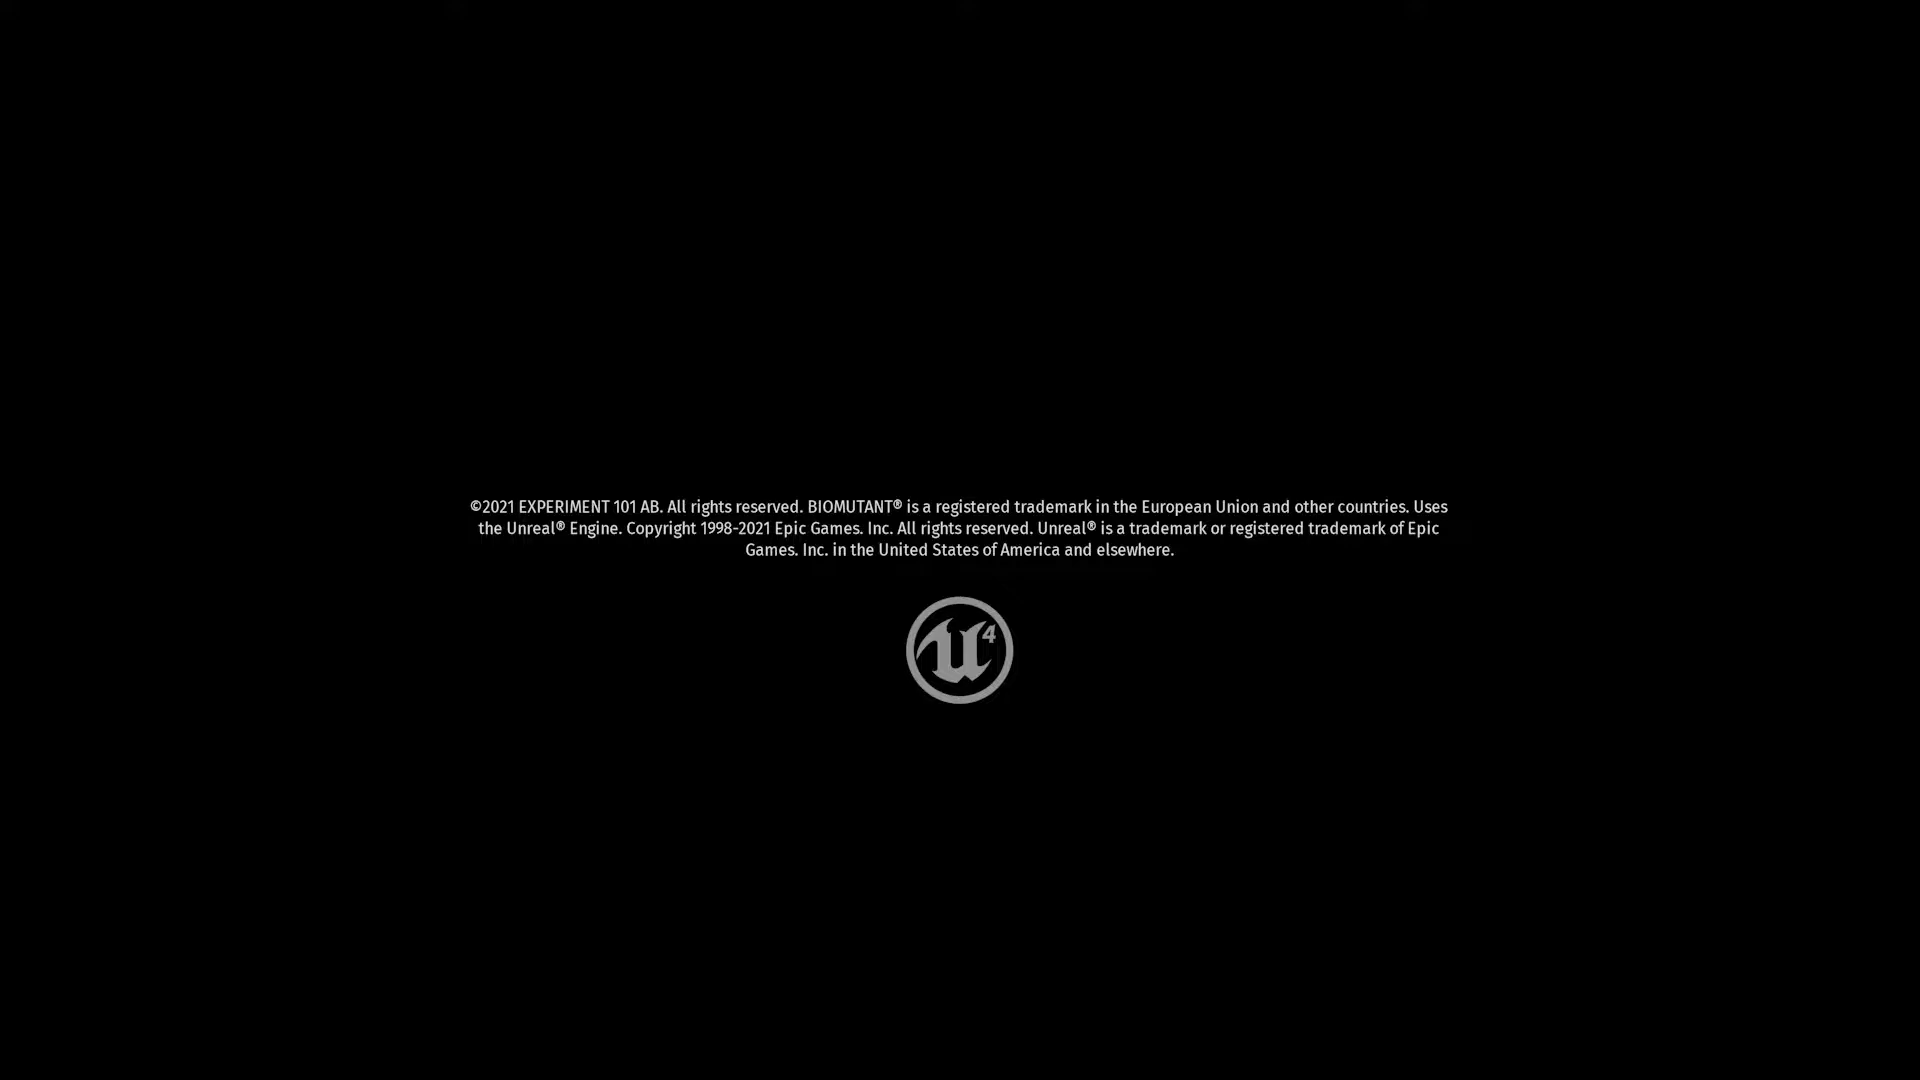 ©2021 EXPERIMENT 101 AB. All rights reserved. BIOMUTANT® is a registered trademark in the European Union and other countries. Uses
the Unreal® Engine. Copyright 1998-2021 Epic Games. Inc. All rights reserved. Unreal® is a trademark or registered trademark of Epic
Games. Inc. in the United States of America and elsewhere.
U4